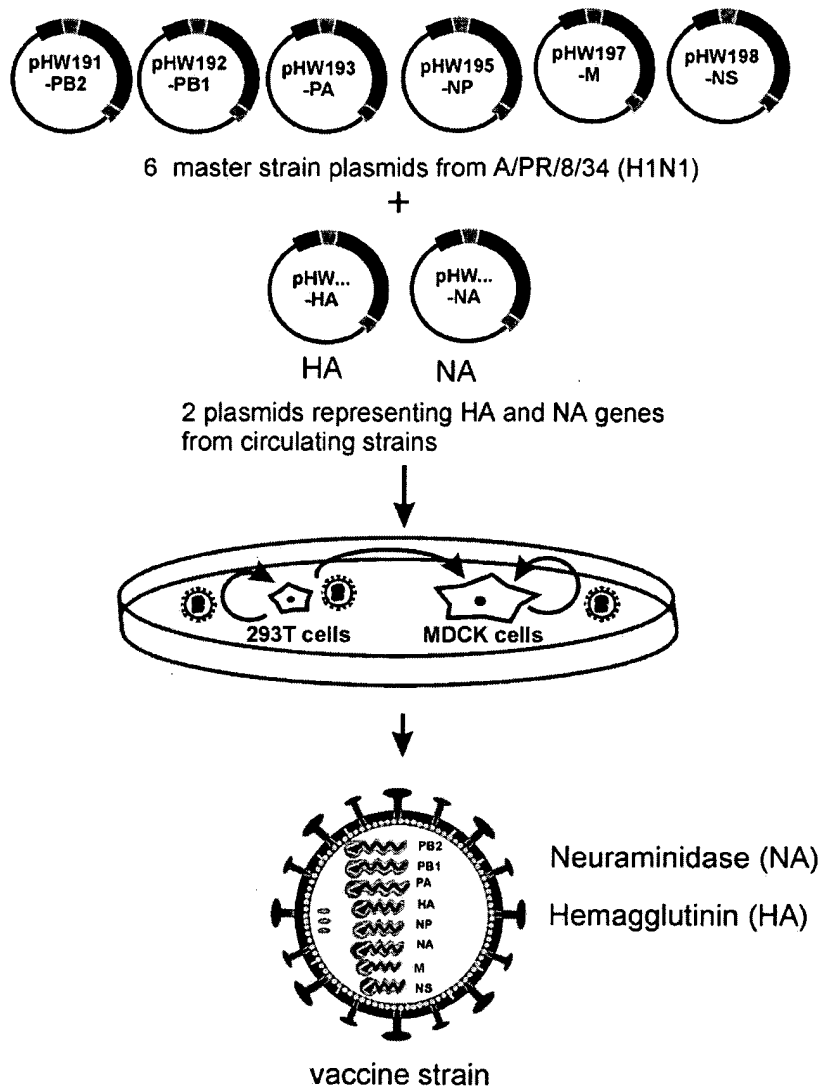 pHW191
-PB2
pHW192
-PB1
pHW193
-PA
pHW195
-NP
pHW197
-M
pHW198
-NS
6 master strain plasmids from A/PR/8/34 (H1N1)
+
pHW...
-HA
pHW...
-NA
HA
NA
2 plasmids representing HA and NA genes
from circulating strains
293T cells
MDCK cells
PB2
PB1
PA
HA
NP
NA
M
NS
Neuraminidase (NA)
Hemagglutinin (HA)
vaccine strain